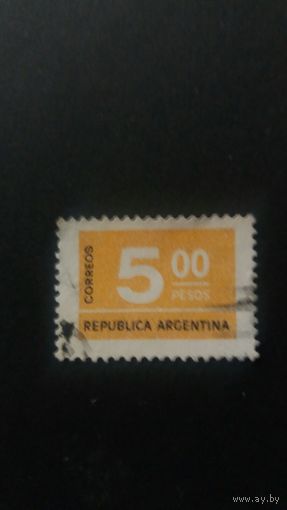 CORREOS
5 00
PESOS
REPUBLICA ARGENTINA
www.ay.by